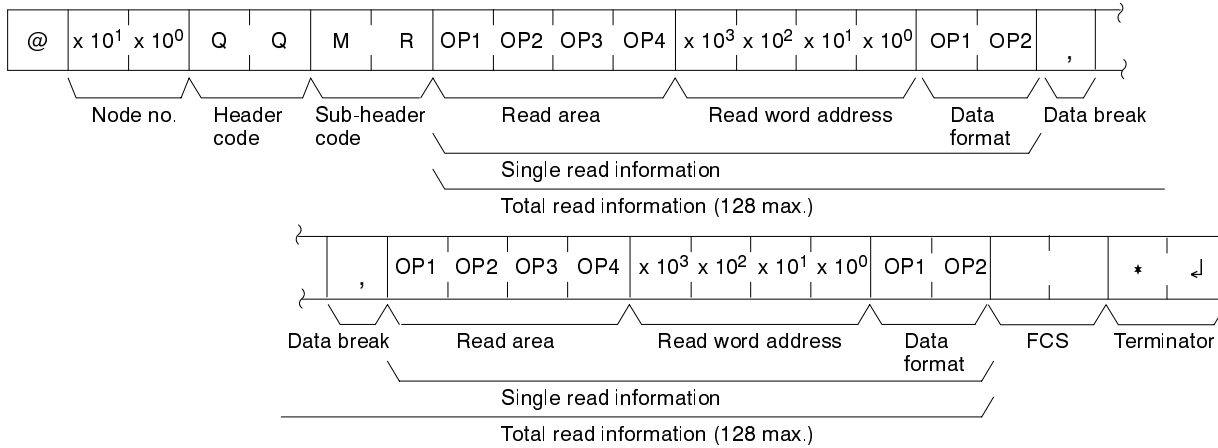 @ x 10¹ x 10⁰ Q Q M R OP1 OP2 OP3 OP4 x 10³ x 10² x 10¹ x 10⁰ OP1 OP2 ,
Node no. Header code Sub-header code Read area Read word address Data format Data break
Single read information
Total read information (128 max.)
, OP1 OP2 OP3 OP4 x 10³ x 10² x 10¹ x 10⁰ OP1 OP2 * ↲
Data break Read area Read word address Data format FCS Terminator
Single read information
Total read information (128 max.)